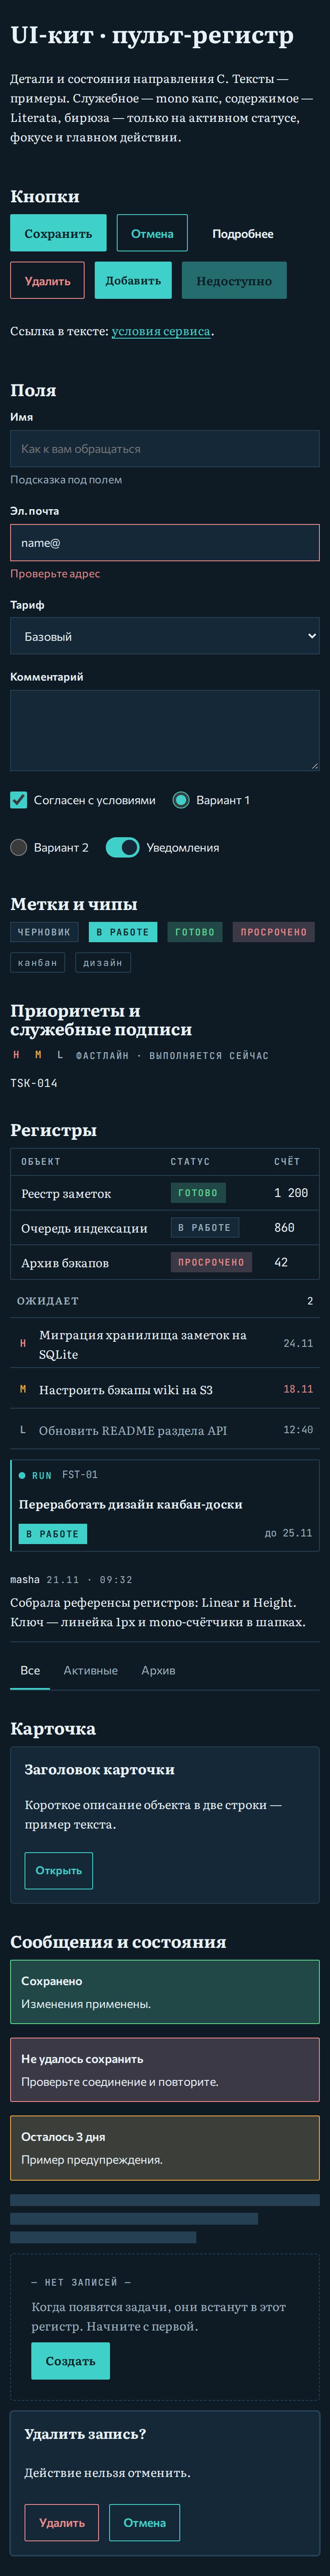 UI-кит · пульт-регистр
Детали и состояния направления C. Тексты —
примеры. Служебное — mono капс, содержимое —
Literata, бирюза — только на активном статусе,
фокусе и главном действии.
Кнопки
Сохранить
Отмена
Подробнее
Удалить
Добавить
Недоступно
Ссылка в тексте: условия сервиса.
Поля
Имя
Как к вам обращаться
Подсказка под полем
Эл. почта
name@
Проверьте адрес
Тариф
Базовый
Комментарий
Согласен с условиями
Вариант 1
Вариант 2
Уведомления
Метки и чипы
ЧЕРНОВИК
В РАБОТЕ
ГОТОВО
ПРОСРОЧЕНО
канбан
дизайн
Приоритеты и
служебные подписи
H M L ФАСТЛАЙН · ВЫПОЛНЯЕТСЯ СЕЙЧАС
TSK-014
Регистры
ОБЪЕКТ СТАТУС СЧЁТ
Реестр заметок ГОТОВО 1 200
Очередь индексации В РАБОТЕ 860
Архив бэкапов ПРОСРОЧЕНО 42
ОЖИДАЕТ 2
H Миграция хранилища заметок на
SQLite 24.11
M Настроить бэкапы wiki на S3 18.11
L Обновить README раздела API 12:40
RUN FST-01
Переработать дизайн канбан-доски
В РАБОТЕ до 25.11
masha 21.11 · 09:32
Собрала референсы регистров: Linear и Height.
Ключ — линейка 1px и mono-счётчики в шапках.
Все Активные Архив
Карточка
Заголовок карточки
Короткое описание объекта в две строки —
пример текста.
Открыть
Сообщения и состояния
Сохранено
Изменения применены.
Не удалось сохранить
Проверьте соединение и повторите.
Осталось 3 дня
Пример предупреждения.
— НЕТ ЗАПИСЕЙ —
Когда появятся задачи, они встанут в этот
регистр. Начните с первой.
Создать
Удалить запись?
Действие нельзя отменить.
Удалить
Отмена